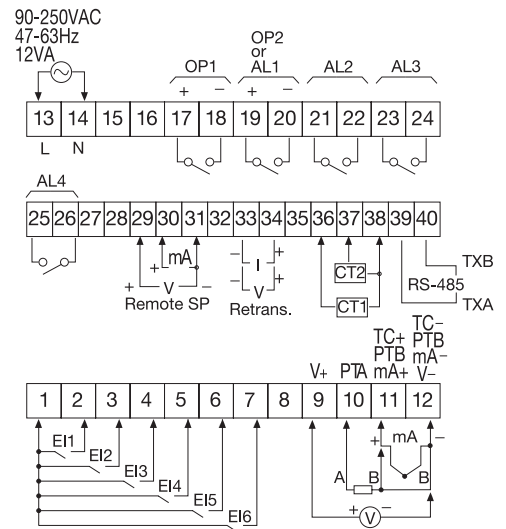 90-250VAC
47-63Hz
12VA
OP1
OP2
or
AL1
AL2
AL3
+ − + −
13 14 15 16 17 18 19 20 21 22 23 24
L N
AL4
25 26 27 28 29 30 31 32 33 34 35 36 37 38 39 40
+ mA −
+ V −
Remote SP
− I +
− V +
Retrans.
CT2
CT1
RS-485
TXB
TXA
V+
PTA
TC+
PTB
mA+
TC−
PTB
mA−
V−
1 2 3 4 5 6 7 8 9 10 11 12
EI1
EI2
EI3
EI4
EI5
EI6
+ mA −
A B B
+ V −